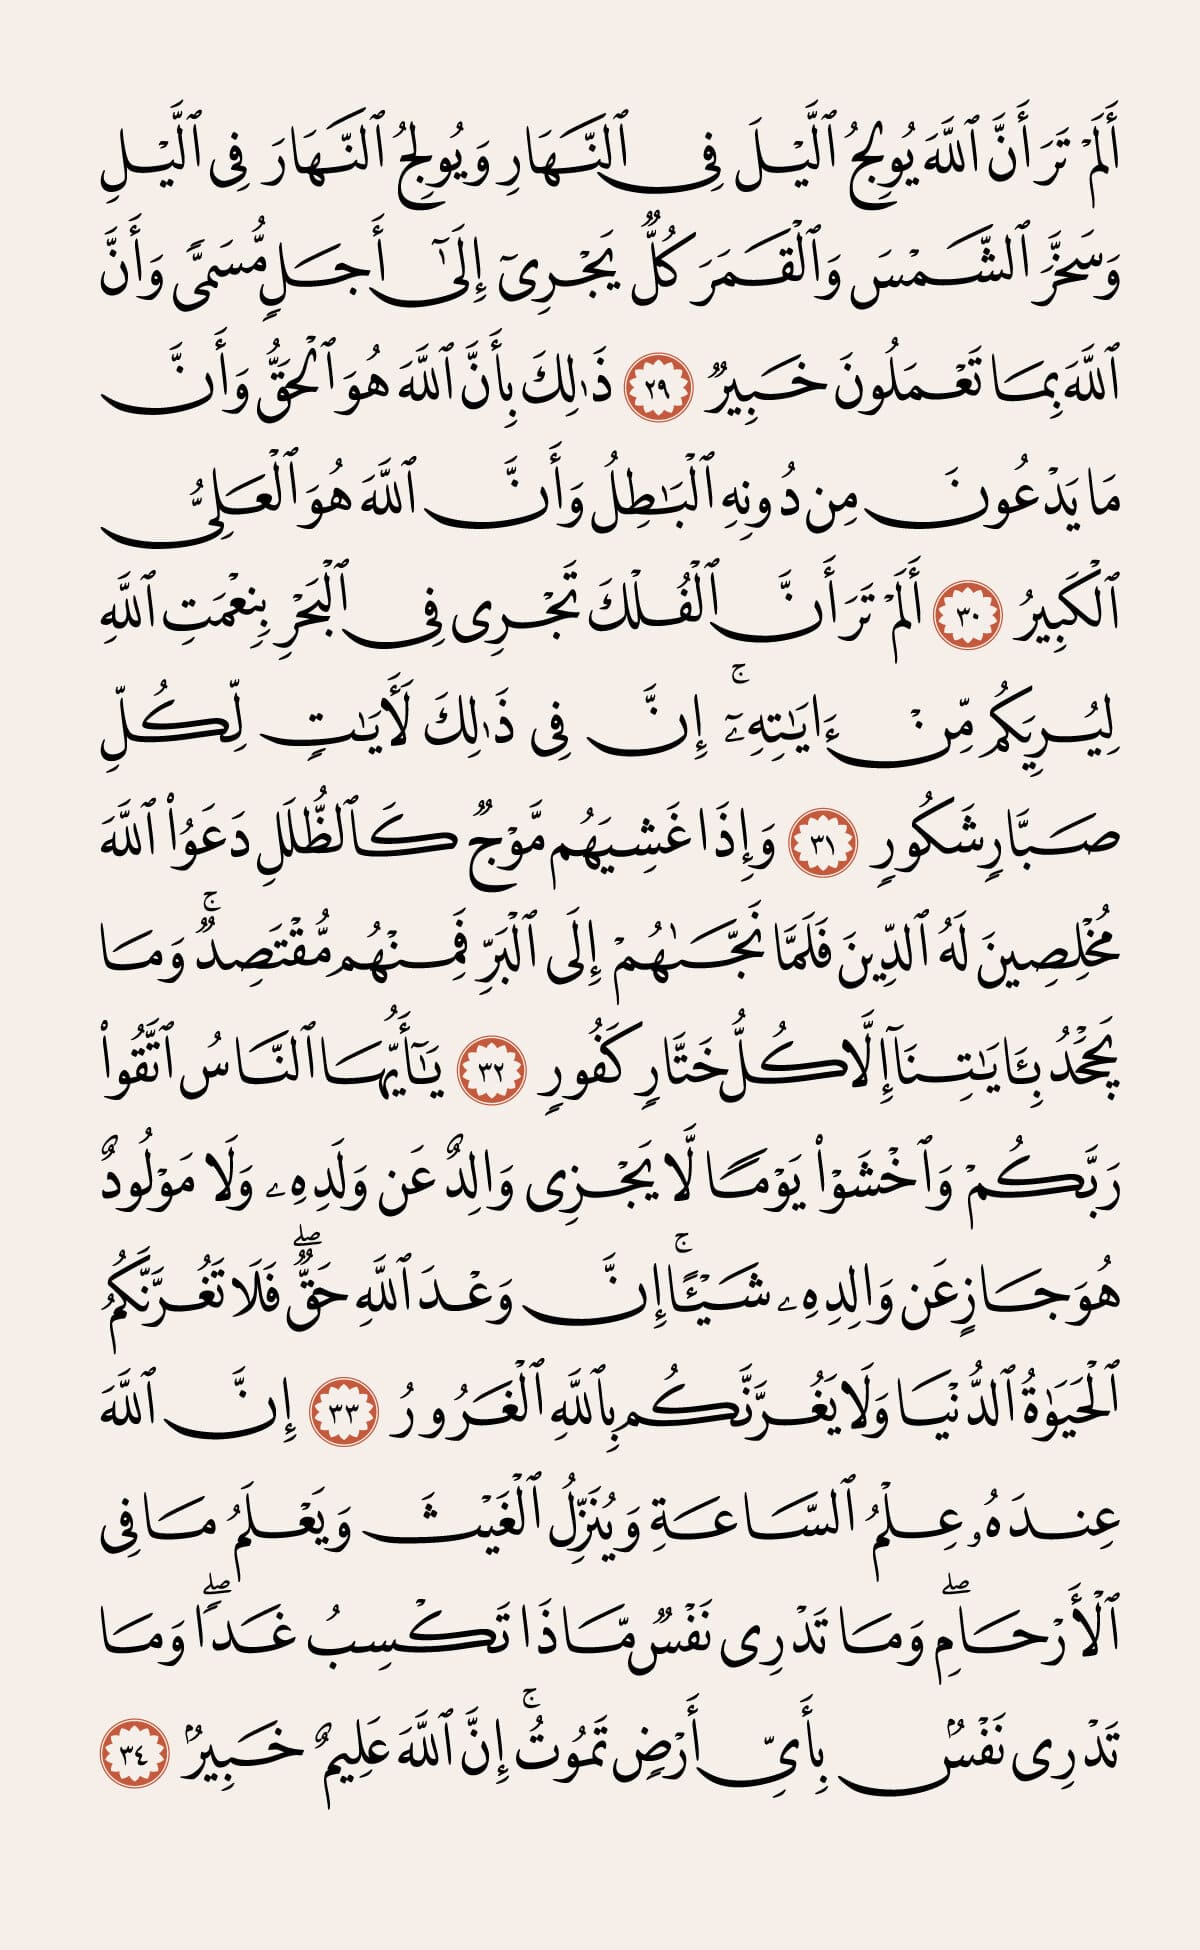 أَلَمْ تَرَ أَنَّ ٱللَّهَ يُولِجُ ٱلَّيْلَ فِى ٱلنَّهَارِ وَيُولِجُ ٱلنَّهَارَ فِى ٱلَّيْلِ
وَسَخَّرَ ٱلشَّمْسَ وَٱلْقَمَرَ كُلٌّ يَجْرِىٓ إِلَىٰٓ أَجَلٍ مُّسَمًّى وَأَنَّ
ٱللَّهَ بِمَا تَعْمَلُونَ خَبِيرٌ ٢٩ ذَٰلِكَ بِأَنَّ ٱللَّهَ هُوَ ٱلْحَقُّ وَأَنَّ
مَا يَدْعُونَ مِن دُونِهِ ٱلْبَٰطِلُ وَأَنَّ ٱللَّهَ هُوَ ٱلْعَلِىُّ
ٱلْكَبِيرُ ٣٠ أَلَمْ تَرَ أَنَّ ٱلْفُلْكَ تَجْرِى فِى ٱلْبَحْرِ بِنِعْمَتِ ٱللَّهِ
لِيُرِيَكُم مِّنْ ءَايَٰتِهِۦٓ ۚ إِنَّ فِى ذَٰلِكَ لَأَيَٰتٍ لِّكُلِّ
صَبَّارٍ شَكُورٍ ٣١ وَإِذَا غَشِيَهُم مَّوْجٌ كَٱلظُّلَلِ دَعَوُا۟ ٱللَّهَ
مُخْلِصِينَ لَهُ ٱلدِّينَ فَلَمَّا نَجَّىٰهُمْ إِلَى ٱلْبَرِّ فَمِنْهُم مُّقْتَصِدٌ ۚ وَمَا
يَجْحَدُ بِـَٔايَٰتِنَآ إِلَّا كُلُّ خَتَّارٍ كَفُورٍ ٣٢ يَٰٓأَيُّهَا ٱلنَّاسُ ٱتَّقُوا۟
رَبَّكُمْ وَٱخْشَوْا۟ يَوْمًا لَّا يَجْزِى وَالِدٌ عَن وَلَدِهِۦ وَلَا مَوْلُودٌ
هُوَ جَازٍ عَن وَالِدِهِۦ شَيْـًٔا ۚ إِنَّ وَعْدَ ٱللَّهِ حَقٌّ ۖ فَلَا تَغُرَّنَّكُمُ
ٱلْحَيَوٰةُ ٱلدُّنْيَا وَلَا يَغُرَّنَّكُم بِٱللَّهِ ٱلْغَرُورُ ٣٣ إِنَّ ٱللَّهَ
عِندَهُۥ عِلْمُ ٱلسَّاعَةِ وَيُنَزِّلُ ٱلْغَيْثَ وَيَعْلَمُ مَا فِى
ٱلْأَرْحَامِ ۖ وَمَا تَدْرِى نَفْسٌ مَّاذَا تَكْسِبُ غَدًا ۖ وَمَا
تَدْرِى نَفْسٌۢ بِأَىِّ أَرْضٍ تَمُوتُ ۚ إِنَّ ٱللَّهَ عَلِيمٌ خَبِيرٌۢ ٣٤